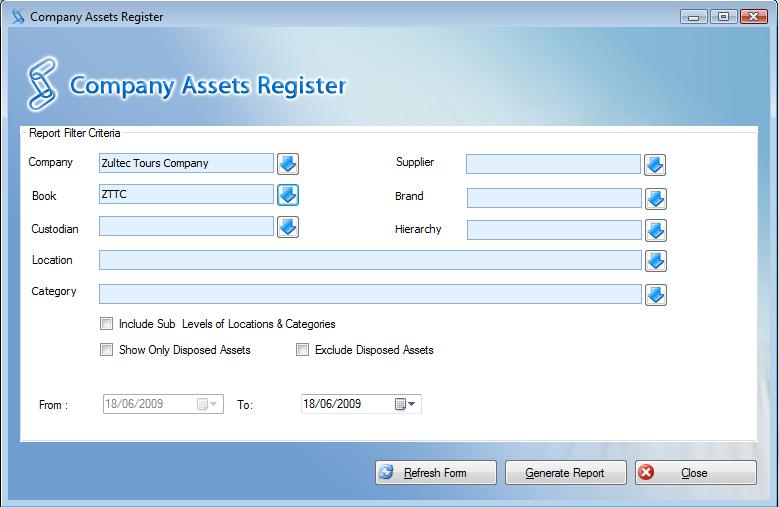 Company Assets Register
Company Assets Register
Report Filter Criteria
Company Zultec Tours Company Supplier
Book ZTTC Brand
Custodian Hierarchy
Location
Category
Include Sub Levels of Locations & Categories
Show Only Disposed Assets Exclude Disposed Assets
From : 18/06/2009 To: 18/06/2009
Refresh Form Generate Report Close